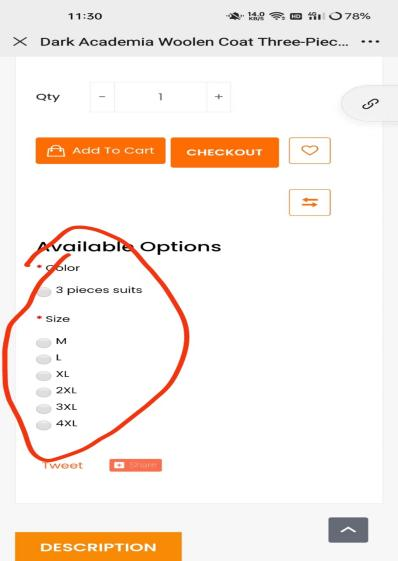 11:30
14.0 KB/S 4G 78%
Dark Academia Woolen Coat Three-Piec... •••
Qty - 1 +
Add To Cart CHECKOUT
Available Options
* Color
3 pieces suits
* Size
M
L
XL
2XL
3XL
4XL
Tweet Share
DESCRIPTION